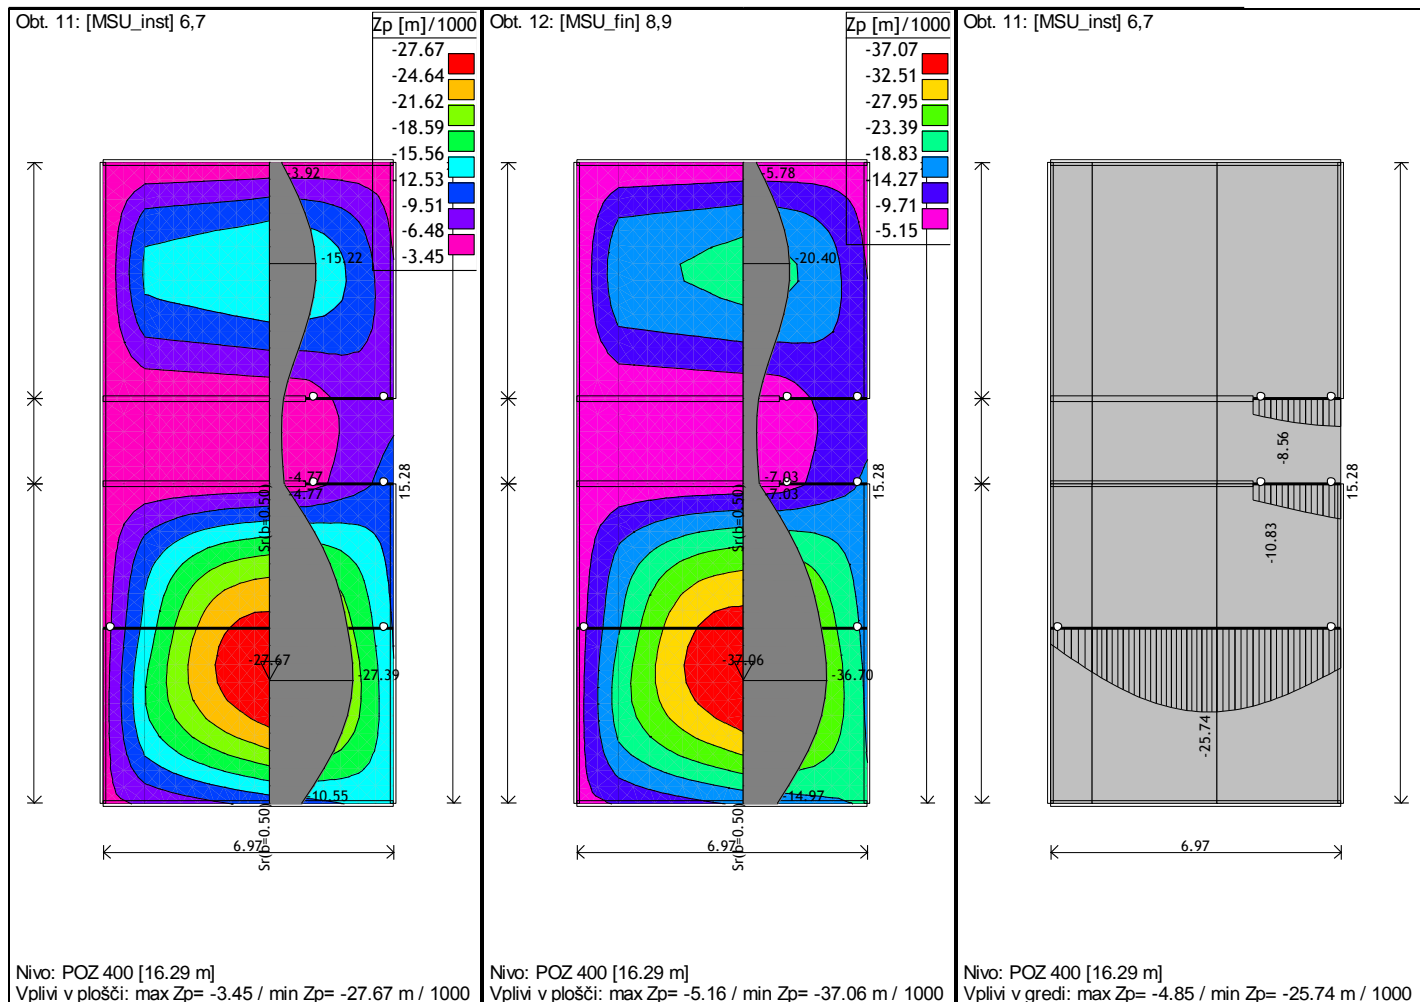 Obt. 11: [MSU_inst] 6,7
Zp [m] / 1000
-27.67
-24.64
-21.62
-18.59
-15.56
-12.53
-9.51
-6.48
-3.45
-3.92
-15.22
-4.77
-4.77
15.28
Sr(b=0.50)
-27.67
-27.39
-10.55
Sr(b=0.50)
6.97
Nivo: POZ 400 [16.29 m]
Vplivi v plošči: max Zp= -3.45 / min Zp= -27.67 m / 1000
Obt. 12: [MSU_fin] 8,9
Zp [m] / 1000
-37.07
-32.51
-27.95
-23.39
-18.83
-14.27
-9.71
-5.15
-5.78
-20.40
-7.03
-7.03
15.28
Sr(b=0.50)
-37.06
-36.70
-14.97
Sr(b=0.50)
6.97
Nivo: POZ 400 [16.29 m]
Vplivi v plošči: max Zp= -5.16 / min Zp= -37.06 m / 1000
Obt. 11: [MSU_inst] 6,7
-8.56
15.28
-10.83
-25.74
6.97
Nivo: POZ 400 [16.29 m]
Vplivi v gredi: max Zp= -4.85 / min Zp= -25.74 m / 1000